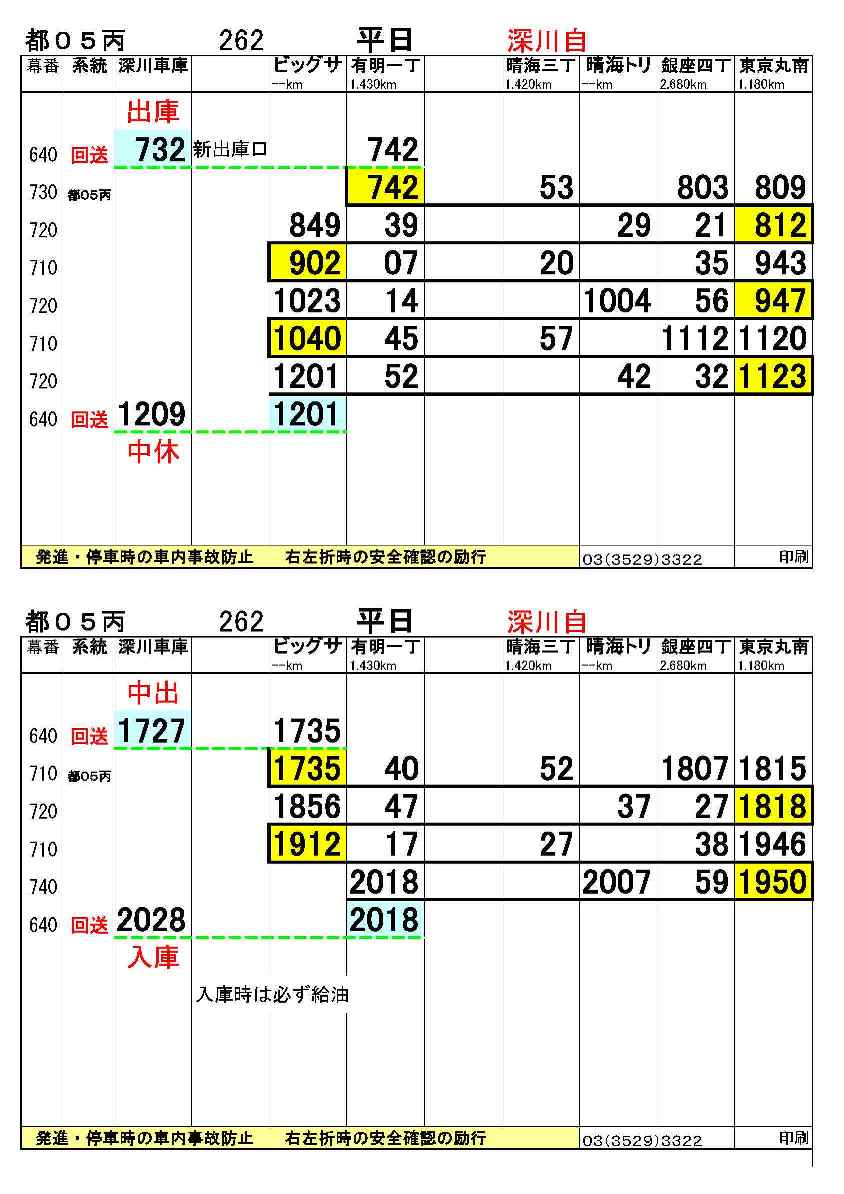 都０５丙 262 平日 深川自
幕番 系統 深川車庫 ビッグサ 有明一丁 晴海三丁 晴海トリ 銀座四丁 東京丸南
--km 1.430km 1.420km --km 2.680km 1.180km
出庫
640 回送 732 新出庫口 742
730 都05丙 742 53 803 809
720 849 39 29 21 812
710 902 07 20 35 943
720 1023 14 1004 56 947
710 1040 45 57 1112 1120
720 1201 52 42 32 1123
640 回送 1209 1201
中休
発進・停車時の車内事故防止 右左折時の安全確認の励行 03(3529)3322 印刷
都０５丙 262 平日 深川自
幕番 系統 深川車庫 ビッグサ 有明一丁 晴海三丁 晴海トリ 銀座四丁 東京丸南
--km 1.430km 1.420km --km 2.680km 1.180km
中出
640 回送 1727 1735
710 都05丙 1735 40 52 1807 1815
720 1856 47 37 27 1818
710 1912 17 27 38 1946
740 2018 2007 59 1950
640 回送 2028 2018
入庫
入庫時は必ず給油
発進・停車時の車内事故防止 右左折時の安全確認の励行 03(3529)3322 印刷